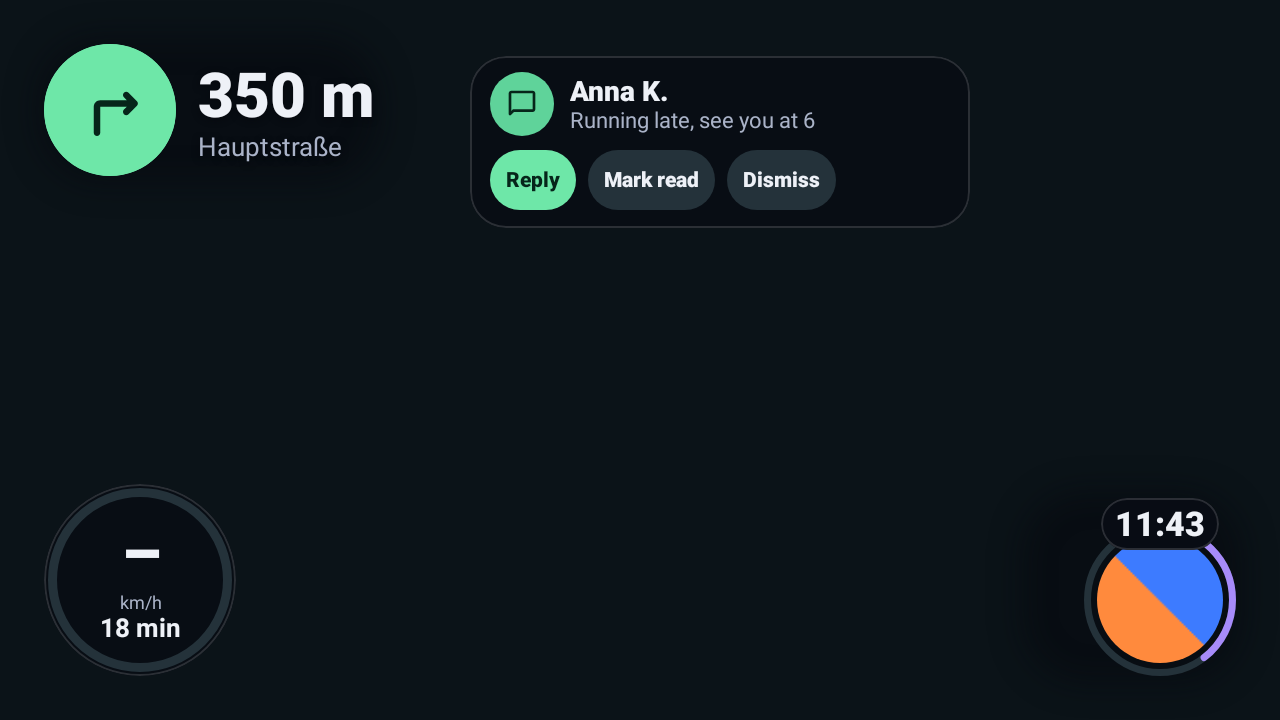 350 m
Hauptstraße
Anna K.
Running late, see you at 6
Reply
Mark read
Dismiss
–
km/h
18 min
11:43